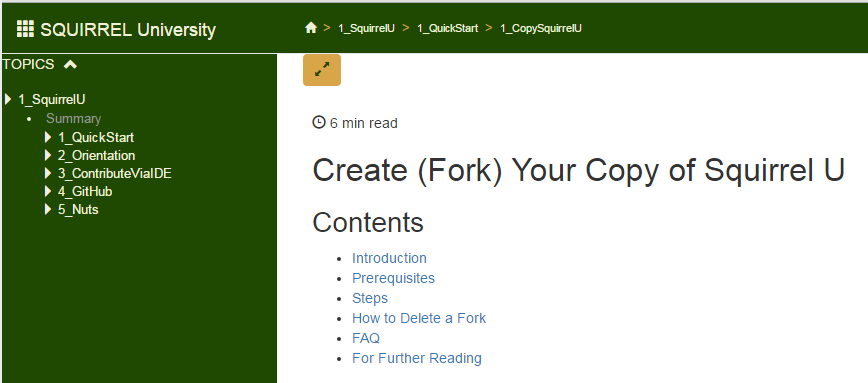 SQUIRREL University
> 1_SquirrelU > 1_QuickStart > 1_CopySquirrelU
TOPICS
1_SquirrelU
Summary
1_QuickStart
2_Orientation
3_ContributeViaIDE
4_GitHub
5_Nuts
6 min read
Create (Fork) Your Copy of Squirrel U
Contents
Introduction
Prerequisites
Steps
How to Delete a Fork
FAQ
For Further Reading